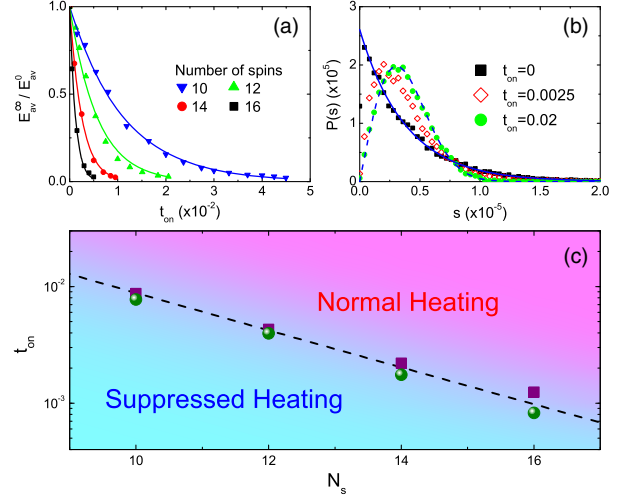 (a)
E∞av / E0av
1.0
0.5
0.0
Number of spins
10
12
14
16
0
1
2
3
4
5
t_on (x10^-2)
(b)
P(s) (x10^5)
3
2
1
0
t_on=0
t_on=0.0025
t_on=0.02
0.0
0.5
1.0
1.5
2.0
s (x10^-5)
(c)
t_on
10^-2
10^-3
Normal Heating
Suppressed Heating
10
12
14
16
N_s